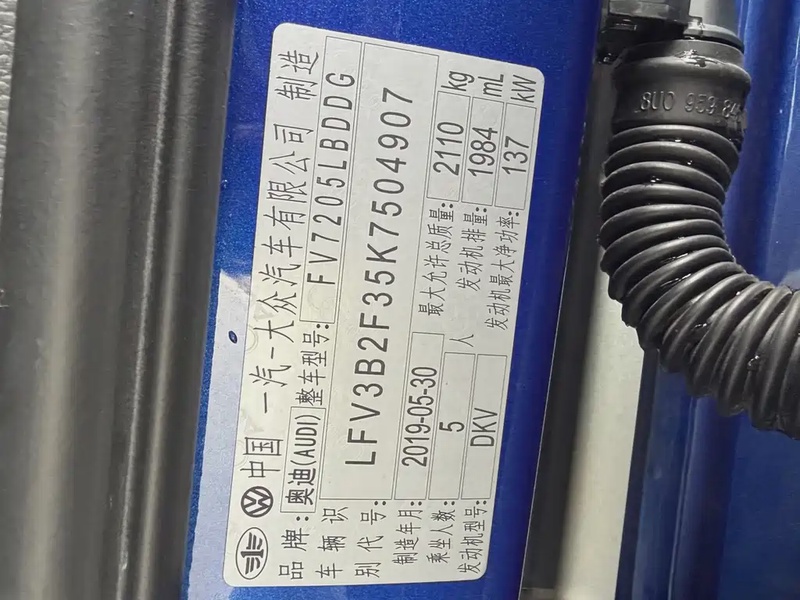 中国 一汽-大众汽车有限公司 制造
品牌: 奥迪(AUDI) 整车型号: FV7205LBDDG
车辆识别代号: LFV3B2F35K7504907
制造年月: 2019-05-30 最大允许总质量: 2110 kg
乘坐人数: 5 人 发动机排量: 1984 mL
发动机型号: DKV 发动机最大净功率: 137 kW
8U0 959 84